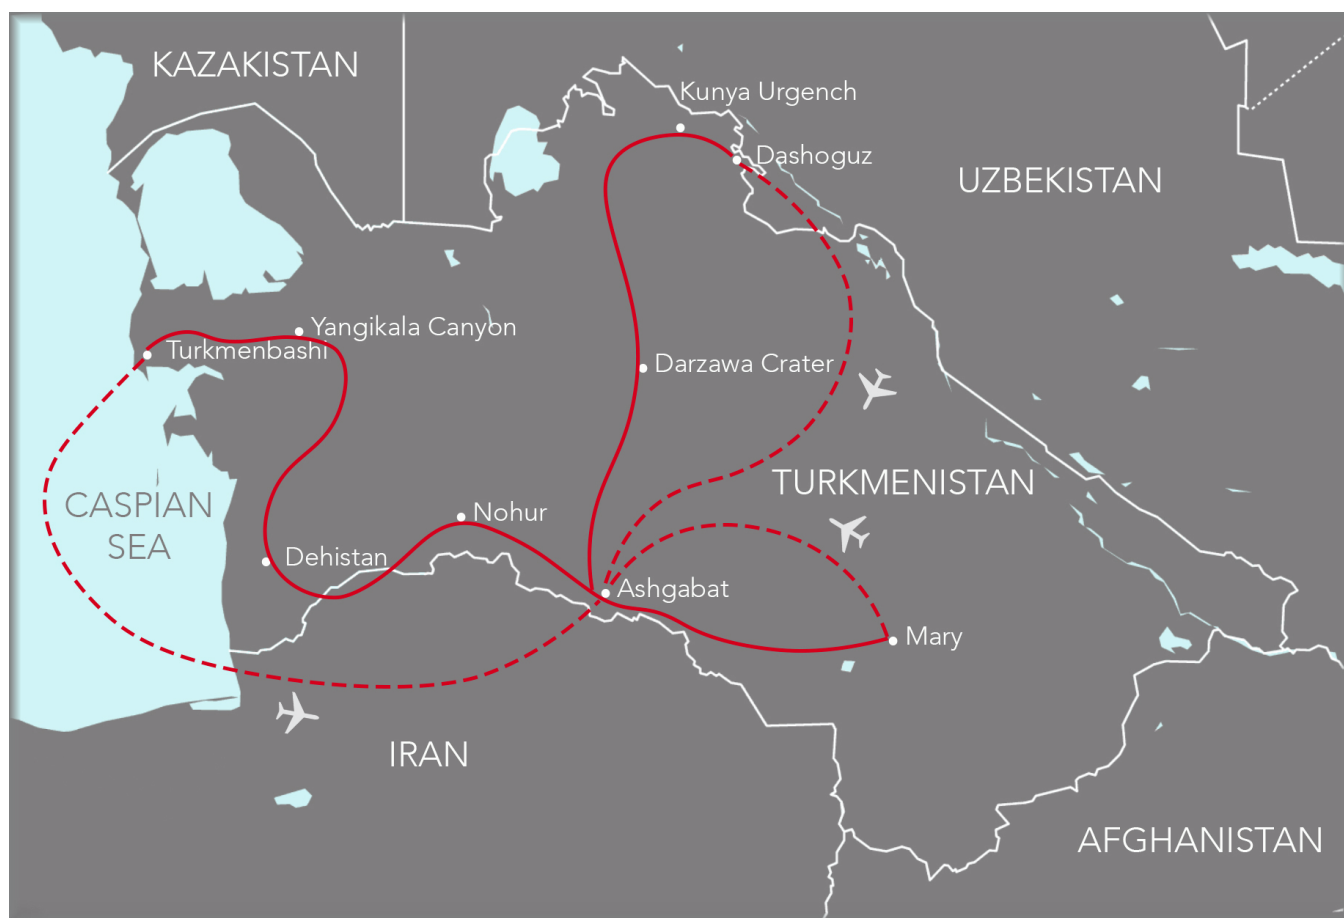 KAZAKISTAN
Kunya Urgench
Dashoguz
UZBEKISTAN
Yangikala Canyon
Turkmenbashi
Darzawa Crater
TURKMENISTAN
CASPIAN
SEA
Nohur
Dehistan
Ashgabat
Mary
IRAN
AFGHANISTAN